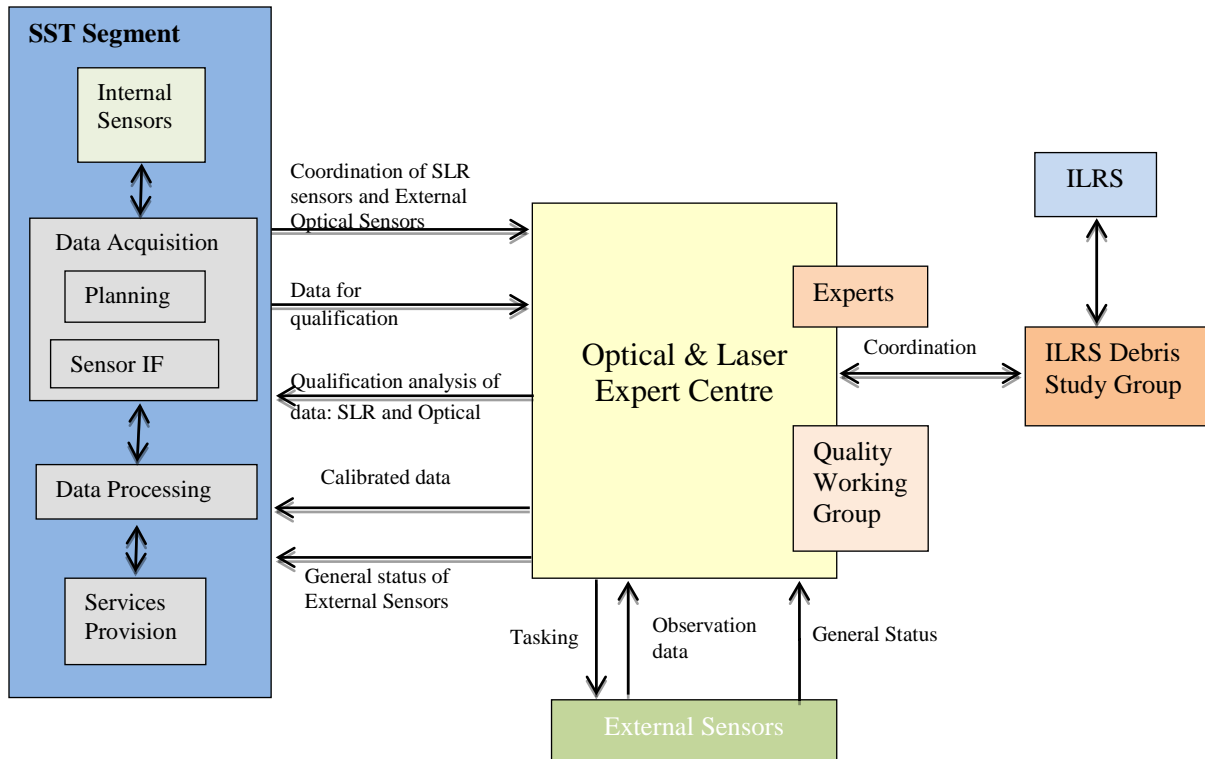 SST Segment
Internal
Sensors
Data Acquisition
Planning
Sensor IF
Data Processing
Services
Provision
Coordination of SLR
sensors and External
Optical Sensors
Data for
qualification
Qualification analysis of
data: SLR and Optical
Calibrated data
General status of
External Sensors
Optical & Laser
Expert Centre
Experts
Quality
Working
Group
Coordination
ILRS
ILRS Debris
Study Group
Tasking
Observation
data
General Status
External Sensors